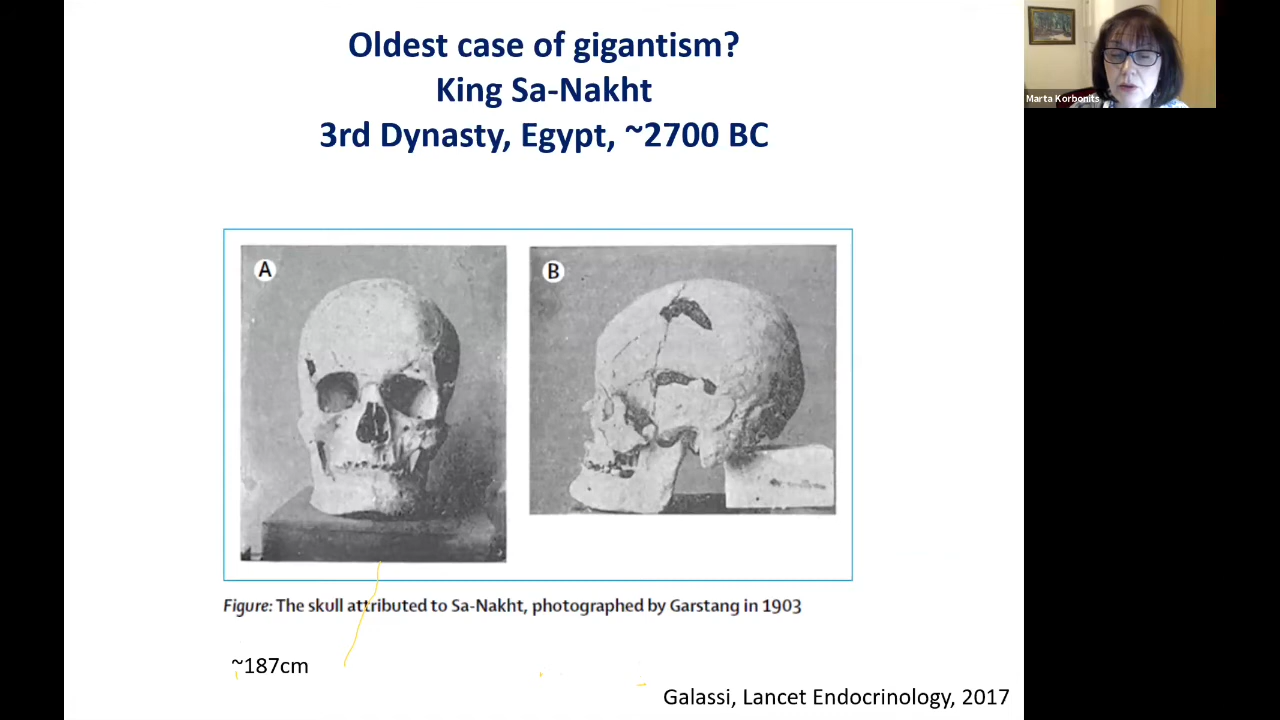 Oldest case of gigantism?
King Sa-Nakht
3rd Dynasty, Egypt, ~2700 BC
Marta Korbonits
A
B
Figure: The skull attributed to Sa-Nakht, photographed by Garstang in 1903
~187cm
Galassi, Lancet Endocrinology, 2017